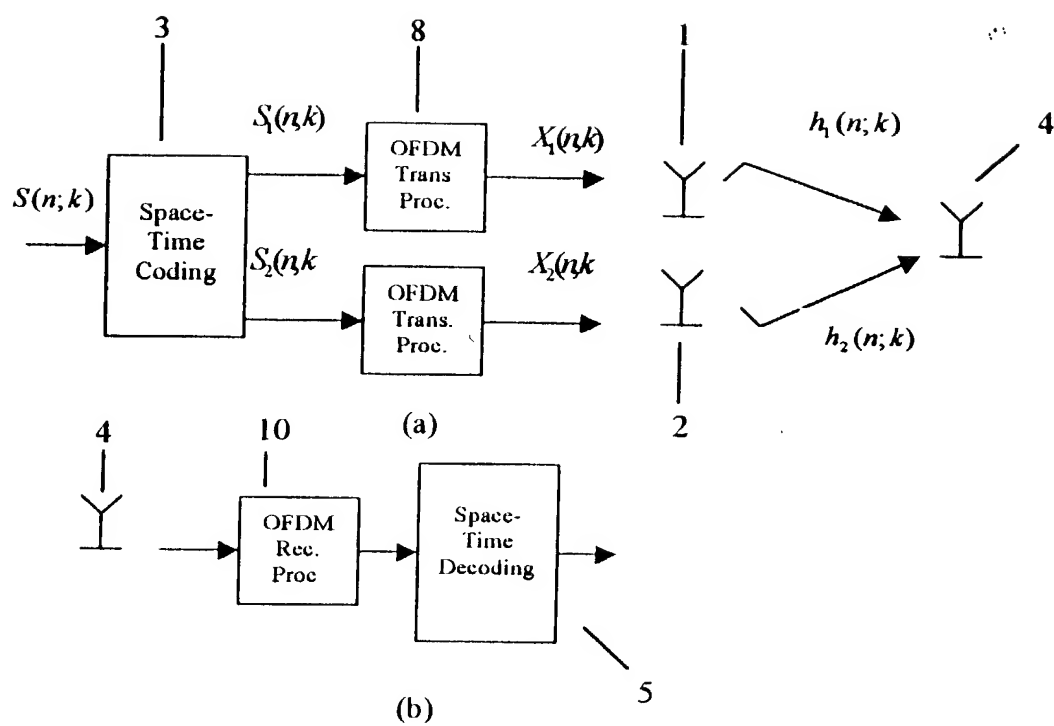 3
8
1
S₁(n,k)
X₁(n,k)
h₁(n;k)
4
OFDM
Trans
Proc.
S(n;k)
Space-
Time
Coding
S₂(n,k
X₂(n,k
OFDM
Trans.
Proc.
h₂(n;k)
(a)
2
4
10
OFDM
Rec.
Proc
Space-
Time
Decoding
5
(b)